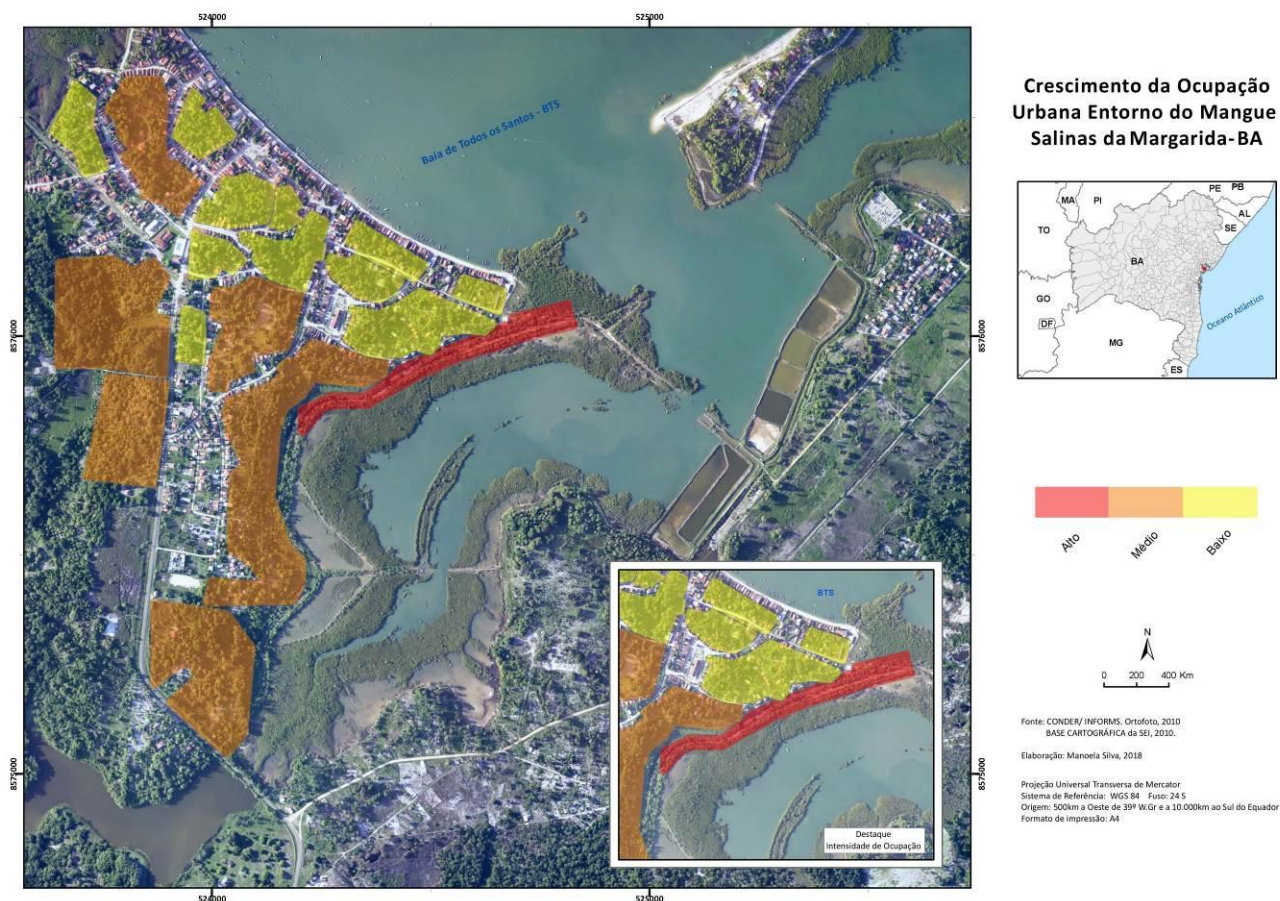 524000
525000
8576000
8575000
Baía de Todos os Santos - BTS
BTS
Destaque
Intensidade de Ocupação
524000
525000
8576000
8575000
Crescimento da Ocupação
Urbana Entorno do Mangue
Salinas da Margarida-BA
MA
PI
PE
PB
AL
SE
TO
BA
GO
DF
MG
ES
Oceano Atlântico
Alto
Médio
Baixo
N
0 200 400 Km
Fonte: CONDER/ INFORMS. Ortofoto, 2010
BASE CARTOGRÁFICA da SEI, 2010.
Elaboração: Manoela Silva, 2018
Projeção Universal Transversa de Mercator
Sistema de Referência: WGS 84 Fuso: 24 S
Origem: 500km a Oeste de 39º W.Gr e a 10.000km ao Sul do Equador
Formato de impressão: A4